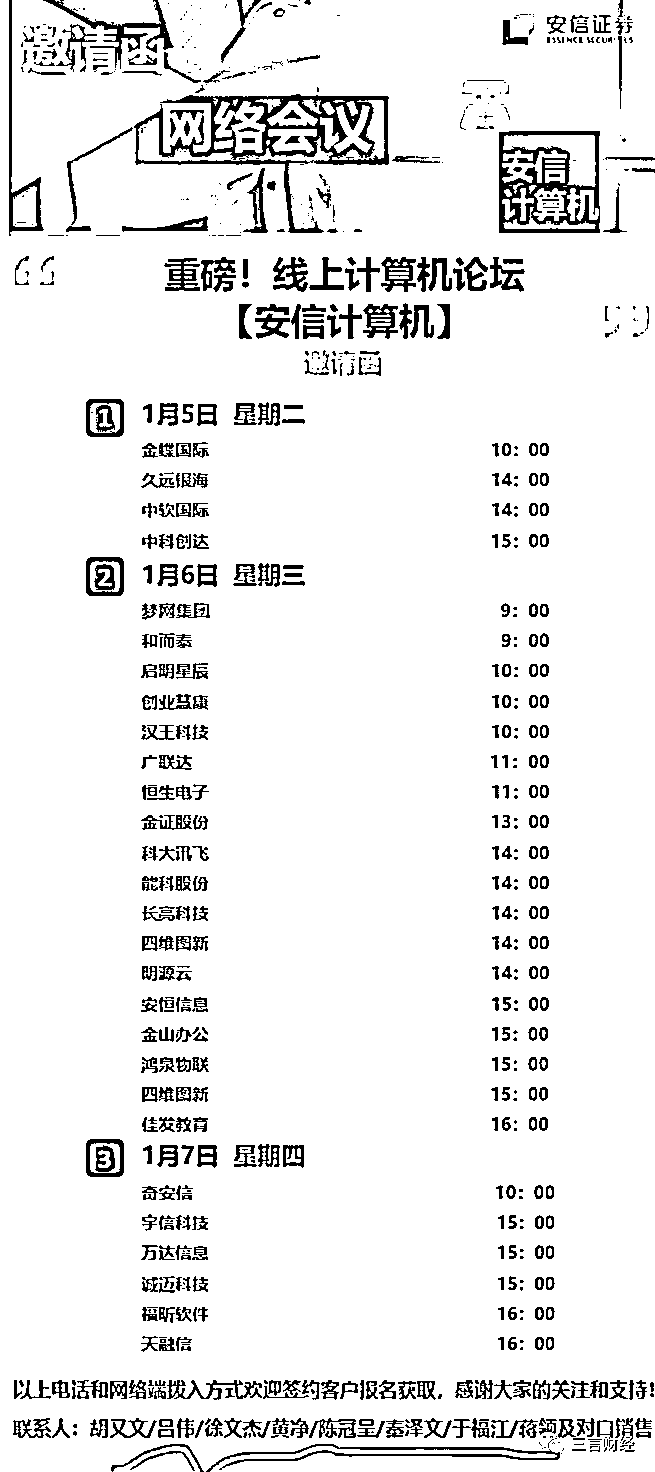 邀请函
安信证券
ESSENCE SECURITIES
网络会议
安信
计算机
重磅！线上计算机论坛
【安信计算机】
邀请函
1 1月5日 星期二
金蝶国际 10：00
久远银海 14：00
中软国际 14：00
中科创达 15：00
2 1月6日 星期三
梦网集团 9：00
和而泰 9：00
启明星辰 10：00
创业慧康 10：00
汉王科技 10：00
广联达 11：00
恒生电子 11：00
金证股份 13：00
科大讯飞 14：00
能科股份 14：00
长亮科技 14：00
四维图新 14：00
明源云 14：00
安恒信息 15：00
金山办公 15：00
鸿泉物联 15：00
四维图新 15：00
佳发教育 16：00
3 1月7日 星期四
奇安信 10：00
宇信科技 15：00
万达信息 15：00
诚迈科技 15：00
福昕软件 16：00
天融信 16：00
以上电话和网络端拨入方式欢迎签约客户报名获取，感谢大家的关注和支持!
联系人：胡又文/吕伟/徐文杰/黄净/陈冠呈/秦泽文/于福江/蒋领及对口销售
三言财经